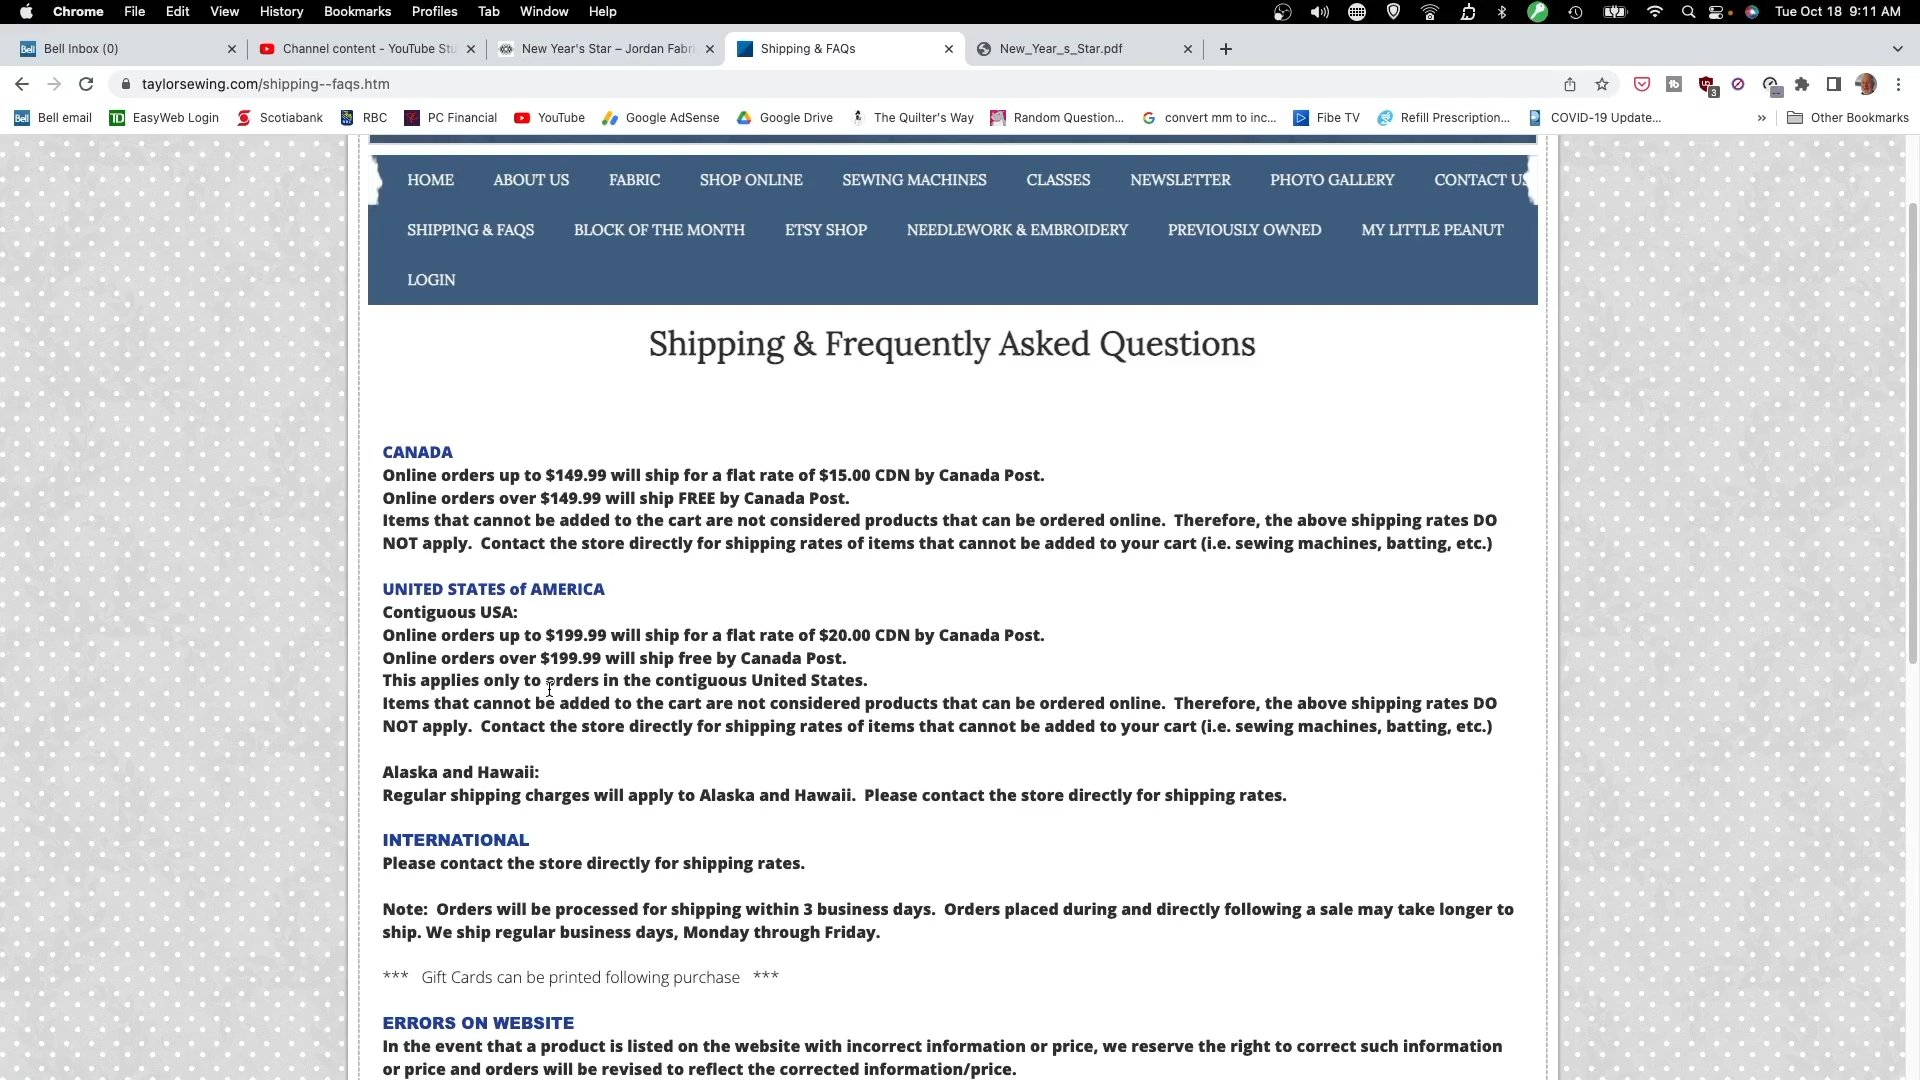 Chrome File Edit View History Bookmarks Profiles Tab Window Help Tue Oct 18 9:11 AM
Bell Inbox (0) Channel content - YouTube Stu New Year's Star – Jordan Fabri Shipping & FAQs New_Year_s_Star.pdf
taylorsewing.com/shipping--faqs.htm
Bell email EasyWeb Login Scotiabank RBC PC Financial YouTube Google AdSense Google Drive The Quilter's Way Random Question... convert mm to inc... Fibe TV Refill Prescription... COVID-19 Update... » Other Bookmarks
HOME ABOUT US FABRIC SHOP ONLINE SEWING MACHINES CLASSES NEWSLETTER PHOTO GALLERY CONTACT US
SHIPPING & FAQS BLOCK OF THE MONTH ETSY SHOP NEEDLEWORK & EMBROIDERY PREVIOUSLY OWNED MY LITTLE PEANUT
LOGIN
Shipping & Frequently Asked Questions
CANADA
Online orders up to $149.99 will ship for a flat rate of $15.00 CDN by Canada Post.
Online orders over $149.99 will ship FREE by Canada Post.
Items that cannot be added to the cart are not considered products that can be ordered online. Therefore, the above shipping rates DO
NOT apply. Contact the store directly for shipping rates of items that cannot be added to your cart (i.e. sewing machines, batting, etc.)
UNITED STATES of AMERICA
Contiguous USA:
Online orders up to $199.99 will ship for a flat rate of $20.00 CDN by Canada Post.
Online orders over $199.99 will ship free by Canada Post.
This applies only to orders in the contiguous United States.
Items that cannot be added to the cart are not considered products that can be ordered online. Therefore, the above shipping rates DO
NOT apply. Contact the store directly for shipping rates of items that cannot be added to your cart (i.e. sewing machines, batting, etc.)
Alaska and Hawaii:
Regular shipping charges will apply to Alaska and Hawaii. Please contact the store directly for shipping rates.
INTERNATIONAL
Please contact the store directly for shipping rates.
Note: Orders will be processed for shipping within 3 business days. Orders placed during and directly following a sale may take longer to
ship. We ship regular business days, Monday through Friday.
*** Gift Cards can be printed following purchase ***
ERRORS ON WEBSITE
In the event that a product is listed on the website with incorrect information or price, we reserve the right to correct such information
or price and orders will be revised to reflect the corrected information/price.